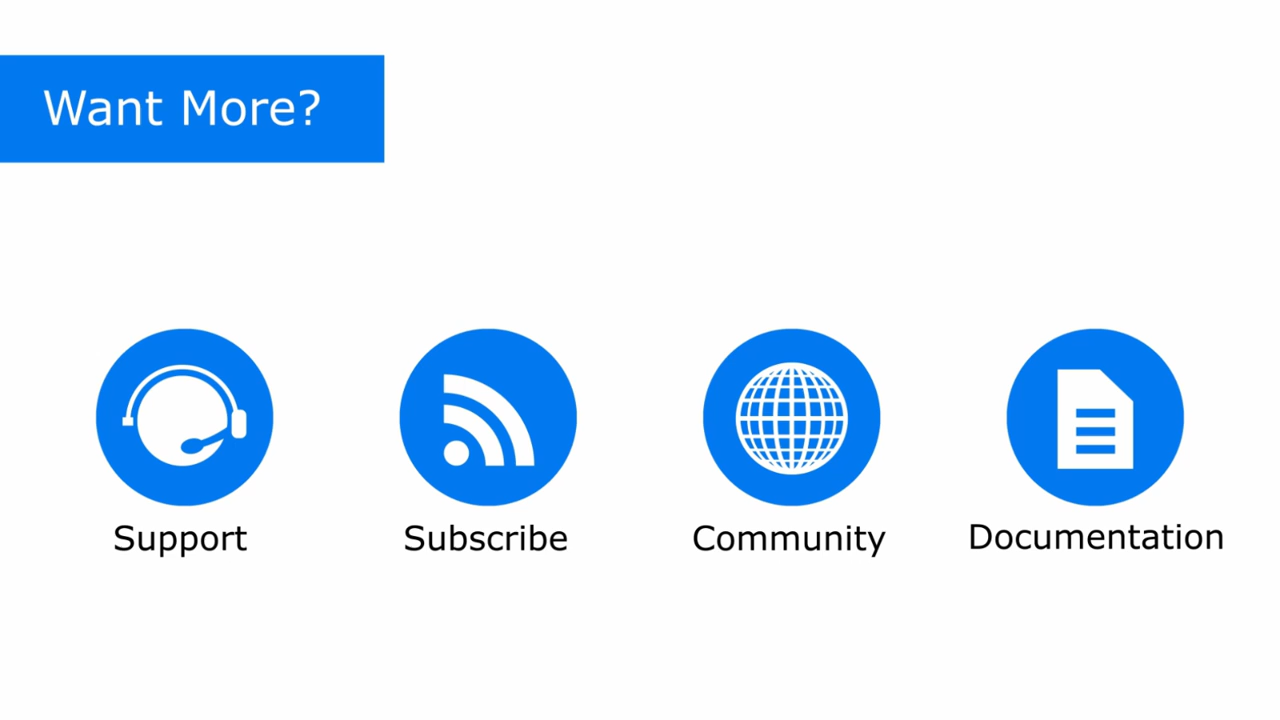 Want More?
Support
Subscribe
Community
Documentation